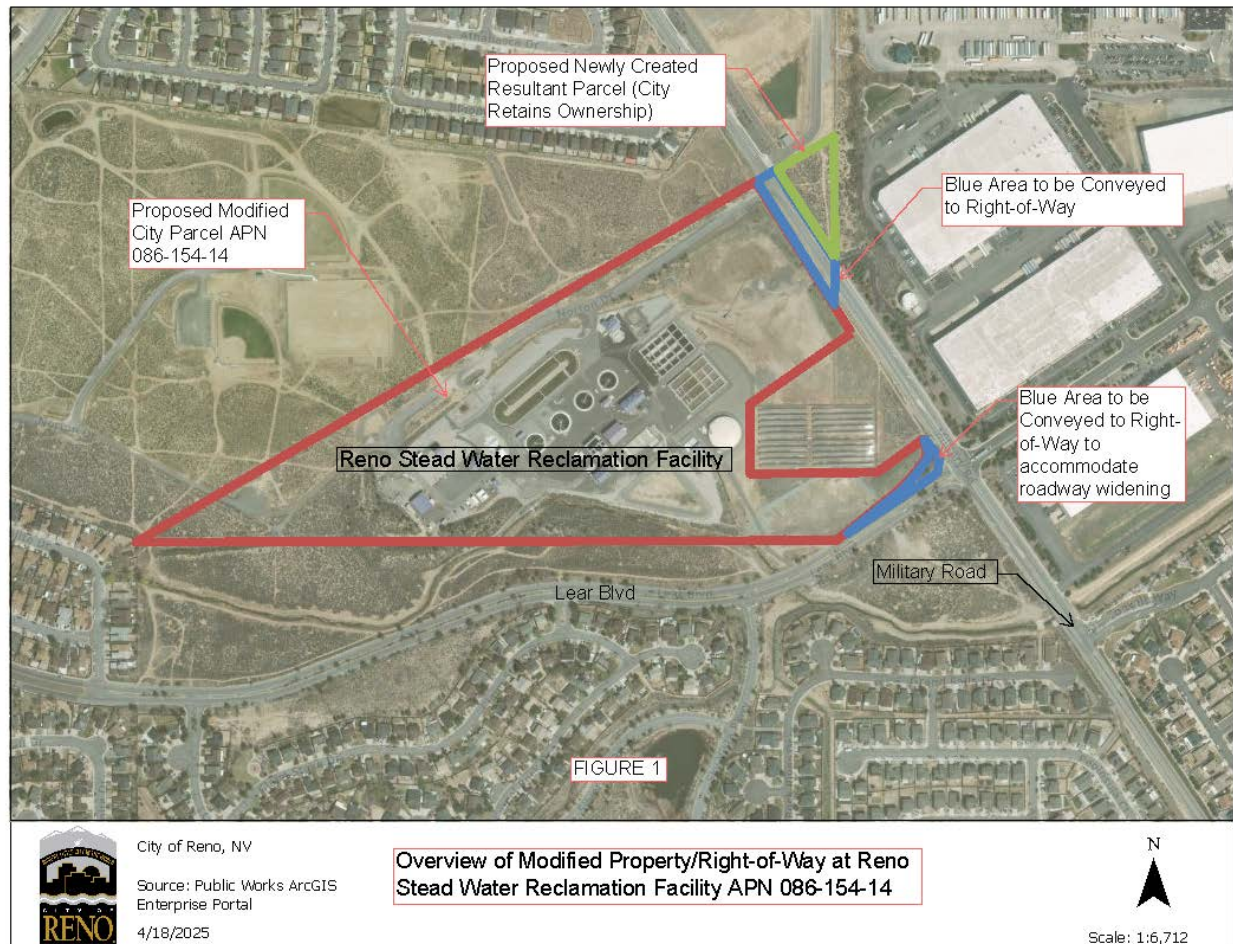 Proposed Newly Created
Resultant Parcel (City
Retains Ownership)
Blue Area to be Conveyed
to Right-of-Way
Proposed Modified
City Parcel APN
086-154-14
Blue Area to be
Conveyed to Right-
of-Way to
accommodate
roadway widening
Reno Stead Water Reclamation Facility
Military Road
Lear Blvd
FIGURE 1
CITY OF
RENO
City of Reno, NV
Source: Public Works ArcGIS
Enterprise Portal
4/18/2025
Overview of Modified Property/Right-of-Way at Reno
Stead Water Reclamation Facility APN 086-154-14
N
Scale: 1:6,712